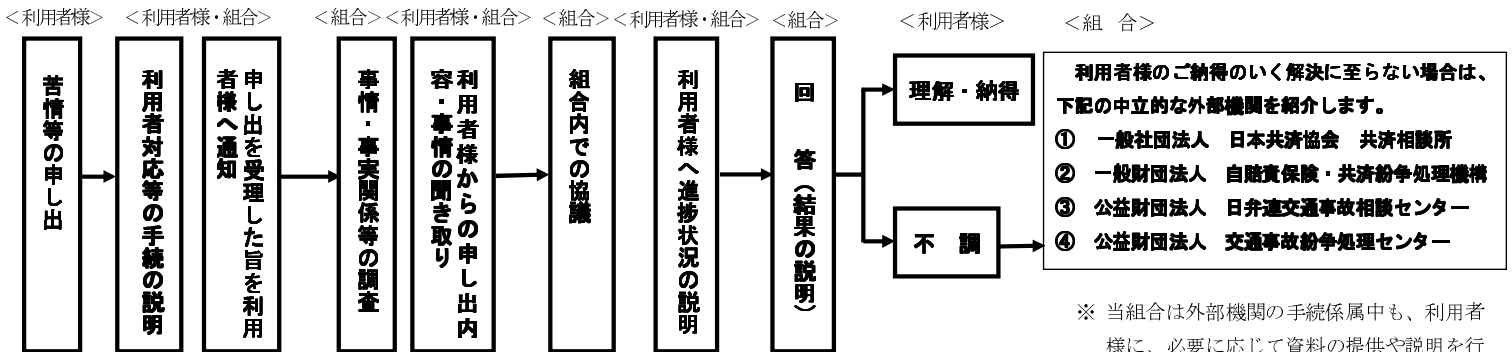 ＜利用者様＞
＜利用者様・組合＞
＜組合＞
＜利用者様・組合＞
＜組合＞
＜利用者様・組合＞
＜組合＞
＜利用者様＞
＜組　合＞
苦情等の申し出
利用者対応等の手続の説明
申し出を受理した旨を利用
者様へ通知
事情・事実関係等の調査
利用者様からの申し出内
容・事情の聞き取り
組合内での協議
利用者様へ進捗状況の説明
回　答（結果の説明）
理解・納得
不　調
利用者様のご納得のいく解決に至らない場合は、
下記の中立的な外部機関を紹介します。
①　一般社団法人　日本共済協会　共済相談所
②　一般財団法人　自賠責保険・共済紛争処理機構
③　公益財団法人　日弁連交通事故相談センター
④　公益財団法人　交通事故紛争処理センター
※ 当組合は外部機関の手続係属中も、利用者
様に、必要に応じて資料の提供や説明を行